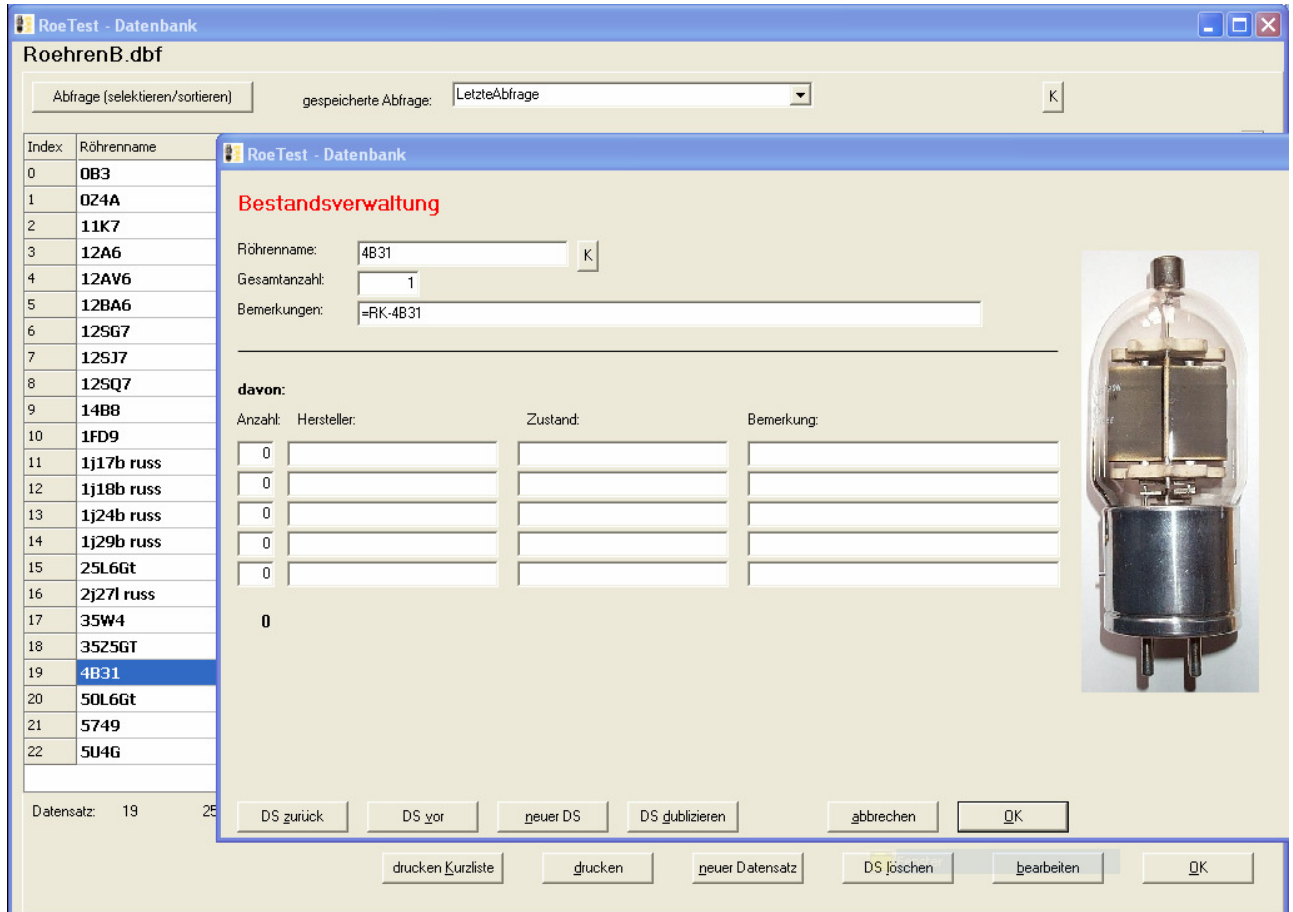 RoeTest - Datenbank
RoehrenB.dbf
Abfrage (selektieren/sortieren)
gespeicherte Abfrage: LetzteAbfrage
K
Index Röhrenname
0 0B3
1 0Z4A
2 11K7
3 12A6
4 12AV6
5 12BA6
6 12SG7
7 12SJ7
8 12SQ7
9 14B8
10 1FD9
11 1j17b russ
12 1j18b russ
13 1j24b russ
14 1j29b russ
15 25L6Gt
16 2j27l russ
17 35W4
18 35Z5GT
19 4B31
20 50L6Gt
21 5749
22 5U4G
Datensatz: 19 25
RoeTest - Datenbank
Bestandsverwaltung
Röhrenname: 4B31 K
Gesamtanzahl: 1
Bemerkungen: =RK-4B31
davon:
Anzahl: Hersteller: Zustand: Bemerkung:
0
0
0
0
0
0
DS zurück DS vor neuer DS DS dublizieren abbrechen OK
drucken Kurzliste drucken neuer Datensatz DS löschen bearbeiten OK